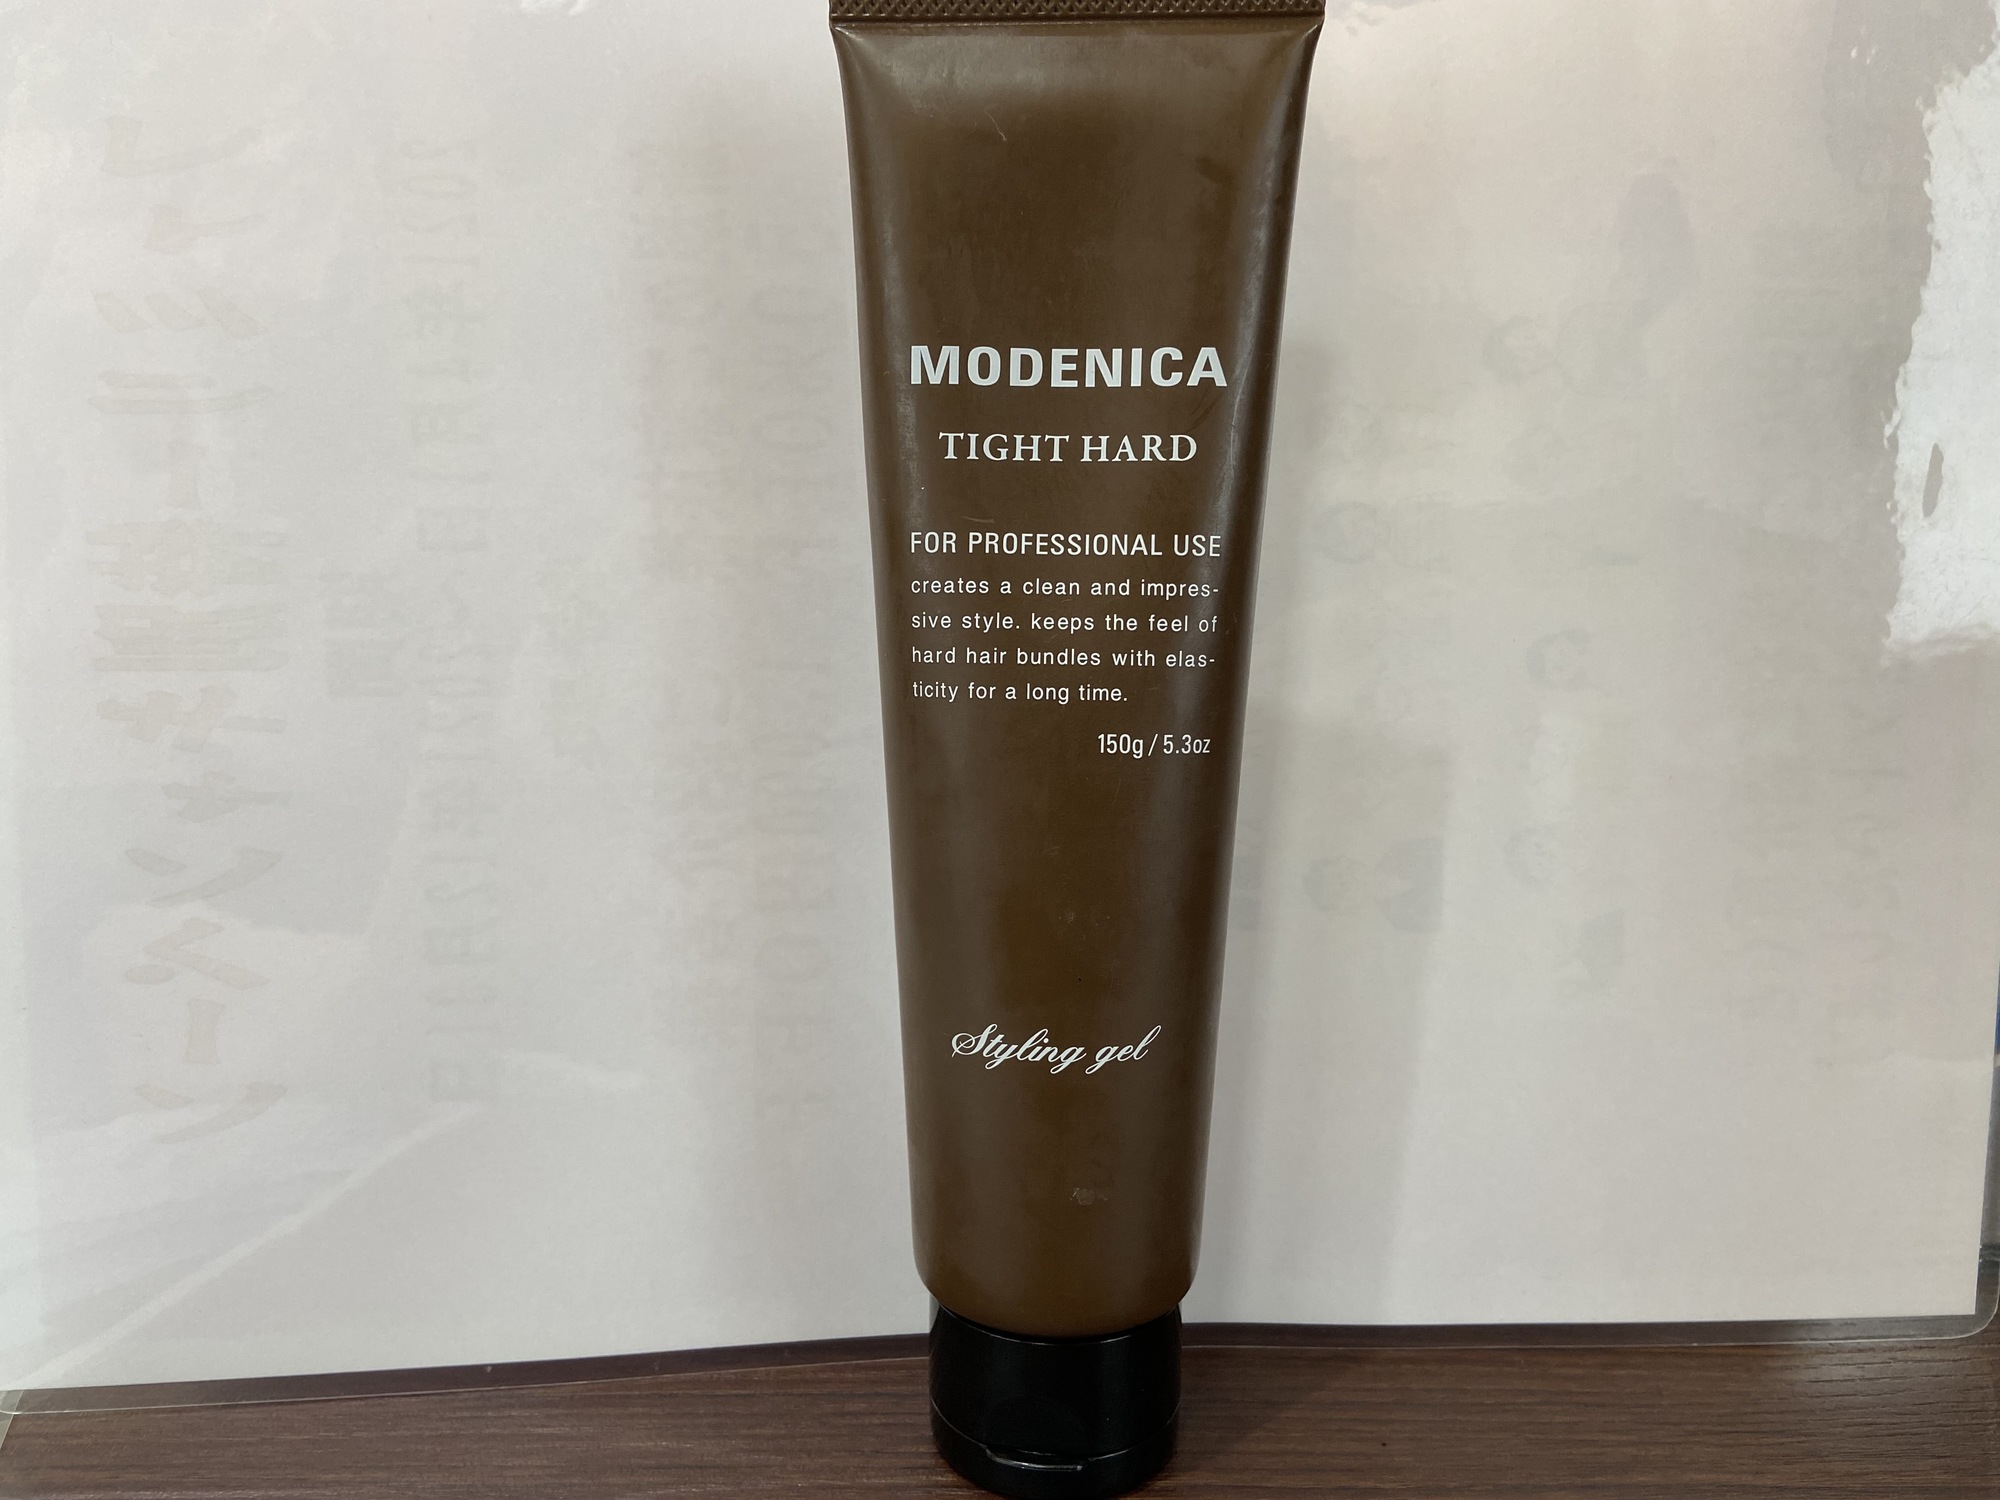 MODENICA
TIGHT HARD
FOR PROFESSIONAL USE
creates a clean and impres-
sive style. keeps the feel of
hard hair bundles with elas-
ticity for a long time.
150g / 5.3oz
Styling gel